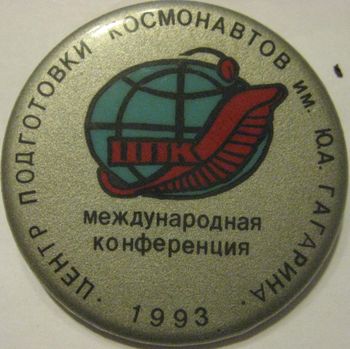 ЦЕНТР ПОДГОТОВКИ КОСМОНАВТОВ ИМ. Ю.А. ГАГАРИНА
ЦПК
международная
конференция
· 1993 ·